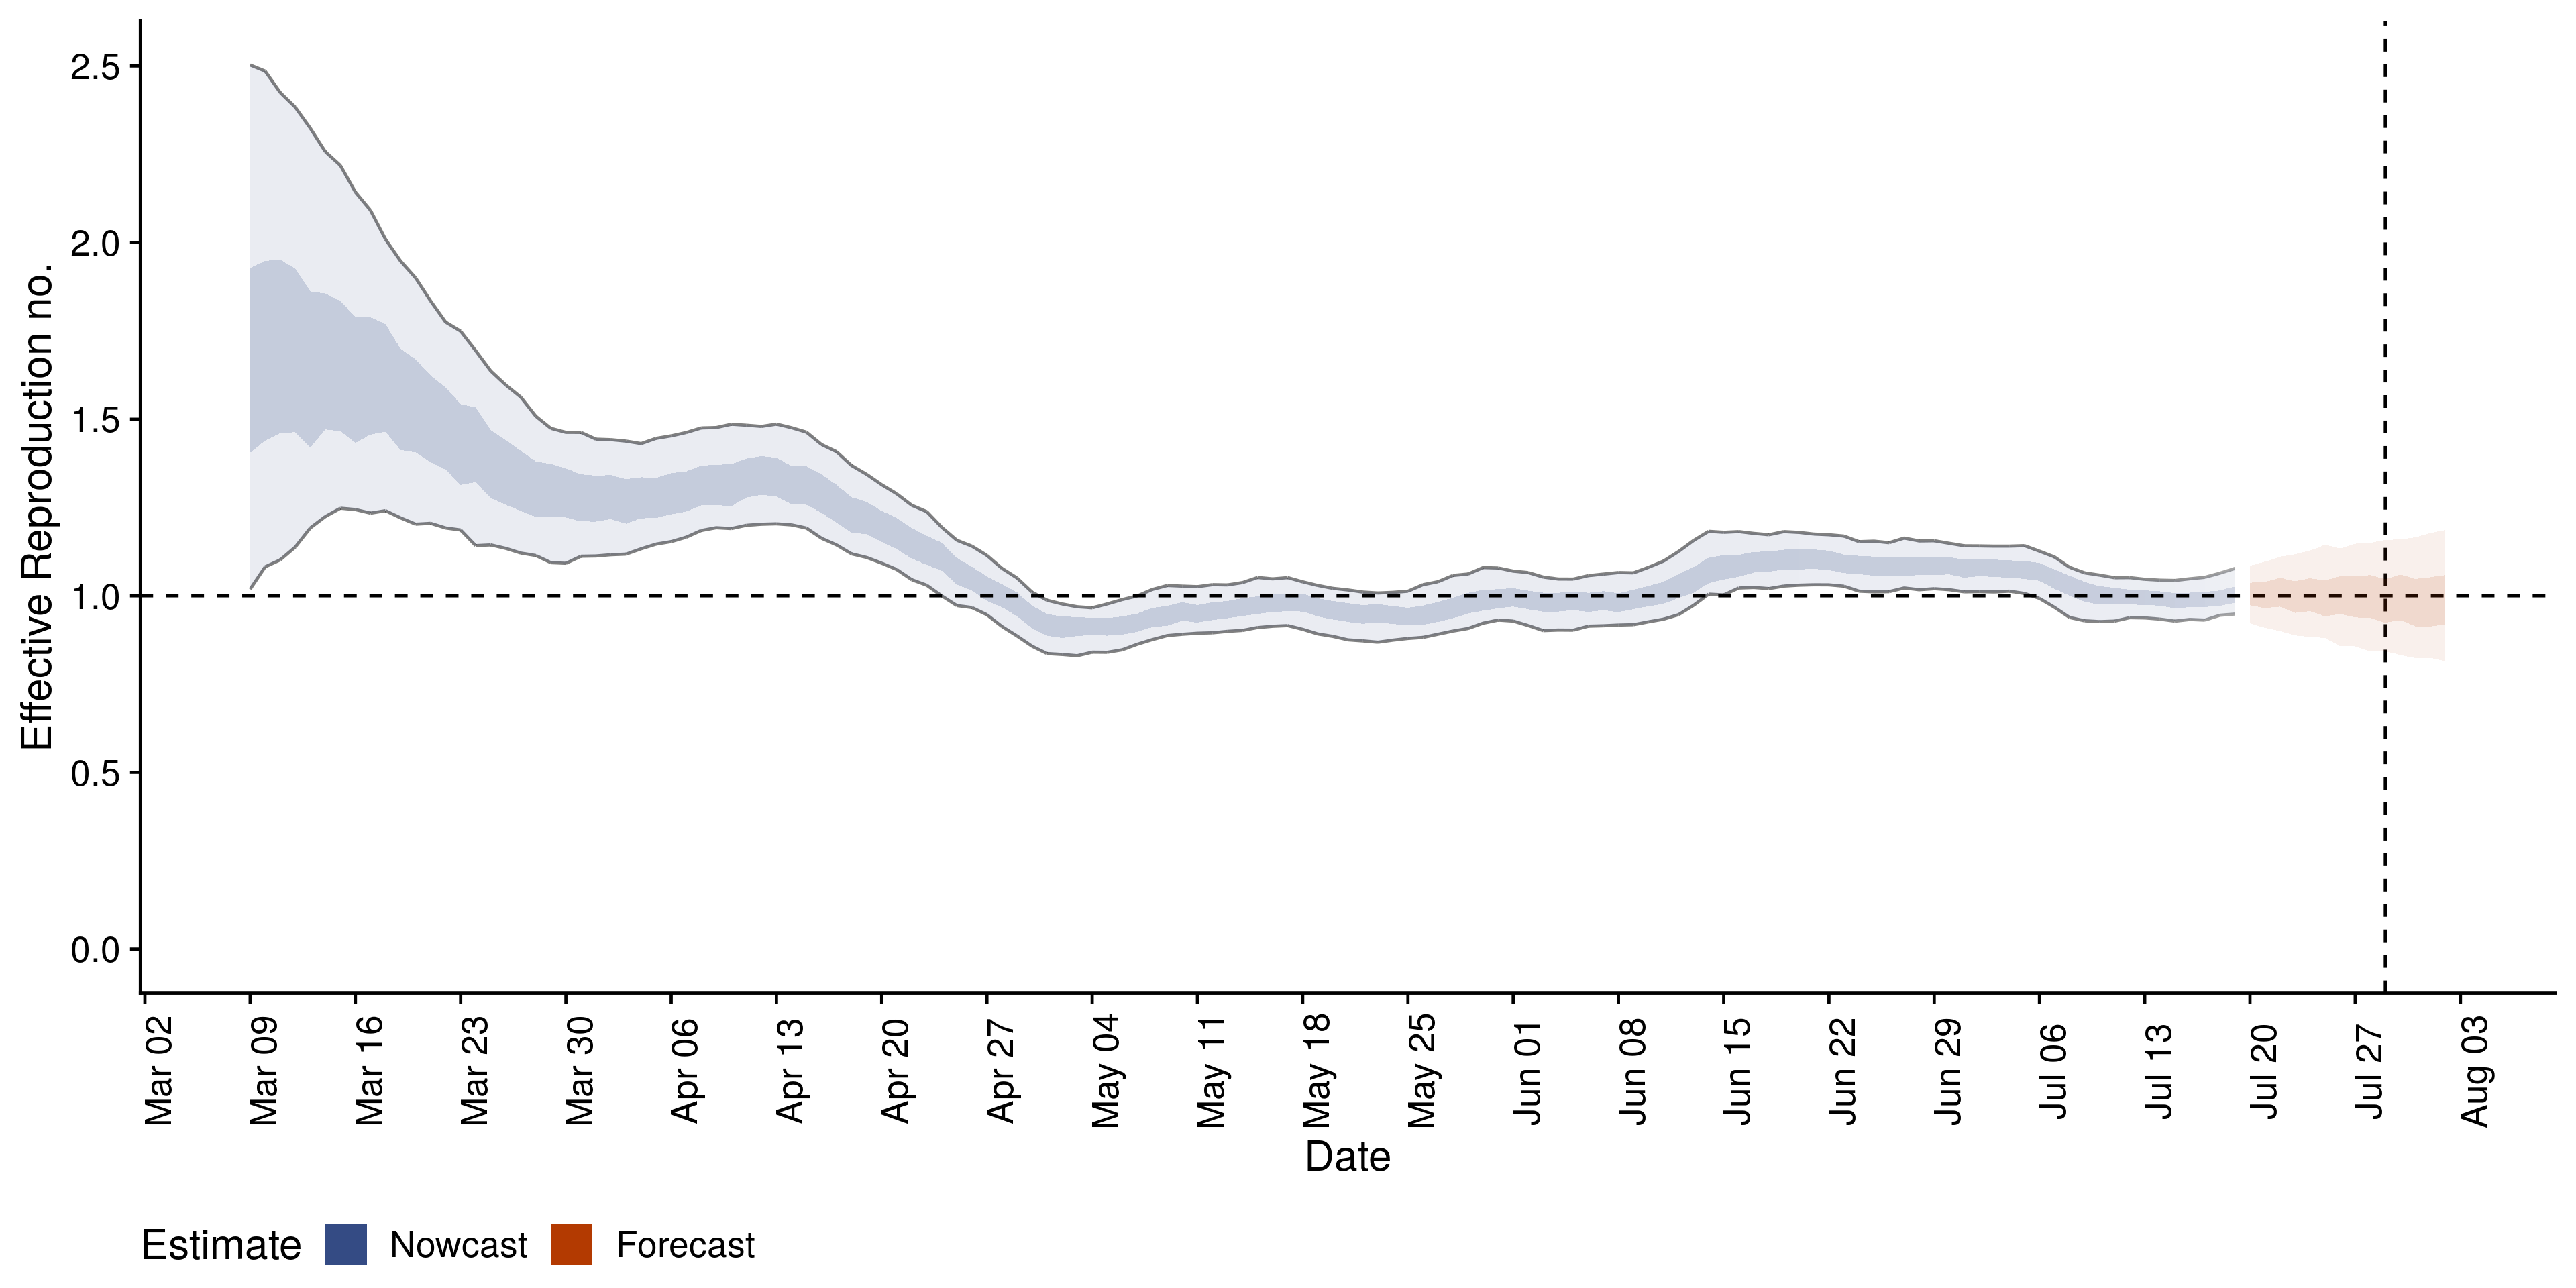 Effective Reproduction no.
2.5
2.0
1.5
1.0
0.5
0.0
Mar 02
Mar 09
Mar 16
Mar 23
Mar 30
Apr 06
Apr 13
Apr 20
Apr 27
May 04
May 11
May 18
May 25
Jun 01
Jun 08
Jun 15
Jun 22
Jun 29
Jul 06
Jul 13
Jul 20
Jul 27
Aug 03
Date
Estimate Nowcast Forecast